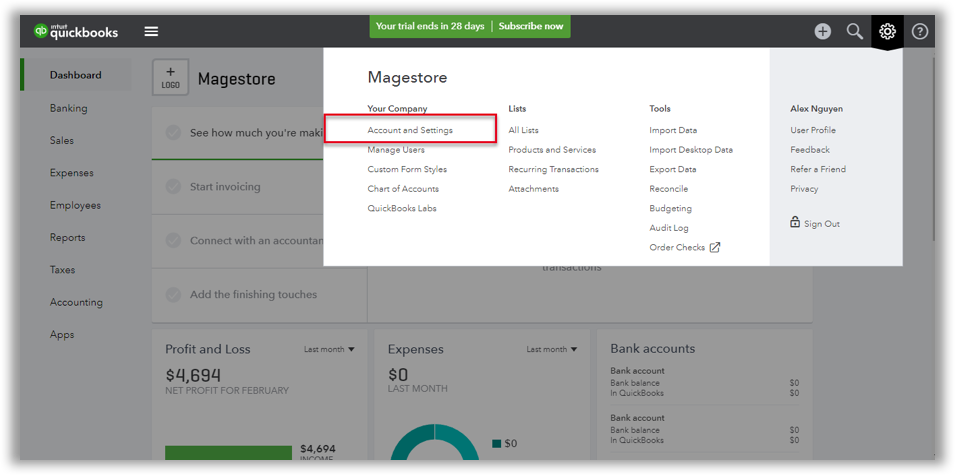 intuit
quickbooks
Your trial ends in 28 days | Subscribe now
Dashboard
Banking
Sales
Expenses
Employees
Reports
Taxes
Accounting
Apps
+
LOGO
Magestore
See how much you're maki
Start invoicing
Connect with an accountan
Add the finishing touches
Magestore
Your Company
Account and Settings
Manage Users
Custom Form Styles
Chart of Accounts
QuickBooks Labs
Lists
All Lists
Products and Services
Recurring Transactions
Attachments
Tools
Import Data
Import Desktop Data
Export Data
Reconcile
Budgeting
Audit Log
Order Checks
Alex Nguyen
User Profile
Feedback
Refer a Friend
Privacy
Sign Out
transactions
Profit and Loss
Last month
$4,694
NET PROFIT FOR FEBRUARY
$4,694
INCOME
Expenses
Last month
$0
LAST MONTH
$0
Bank accounts
Bank account
Bank balance $0
In QuickBooks $0
Bank account
Bank balance $0
In QuickBooks $0